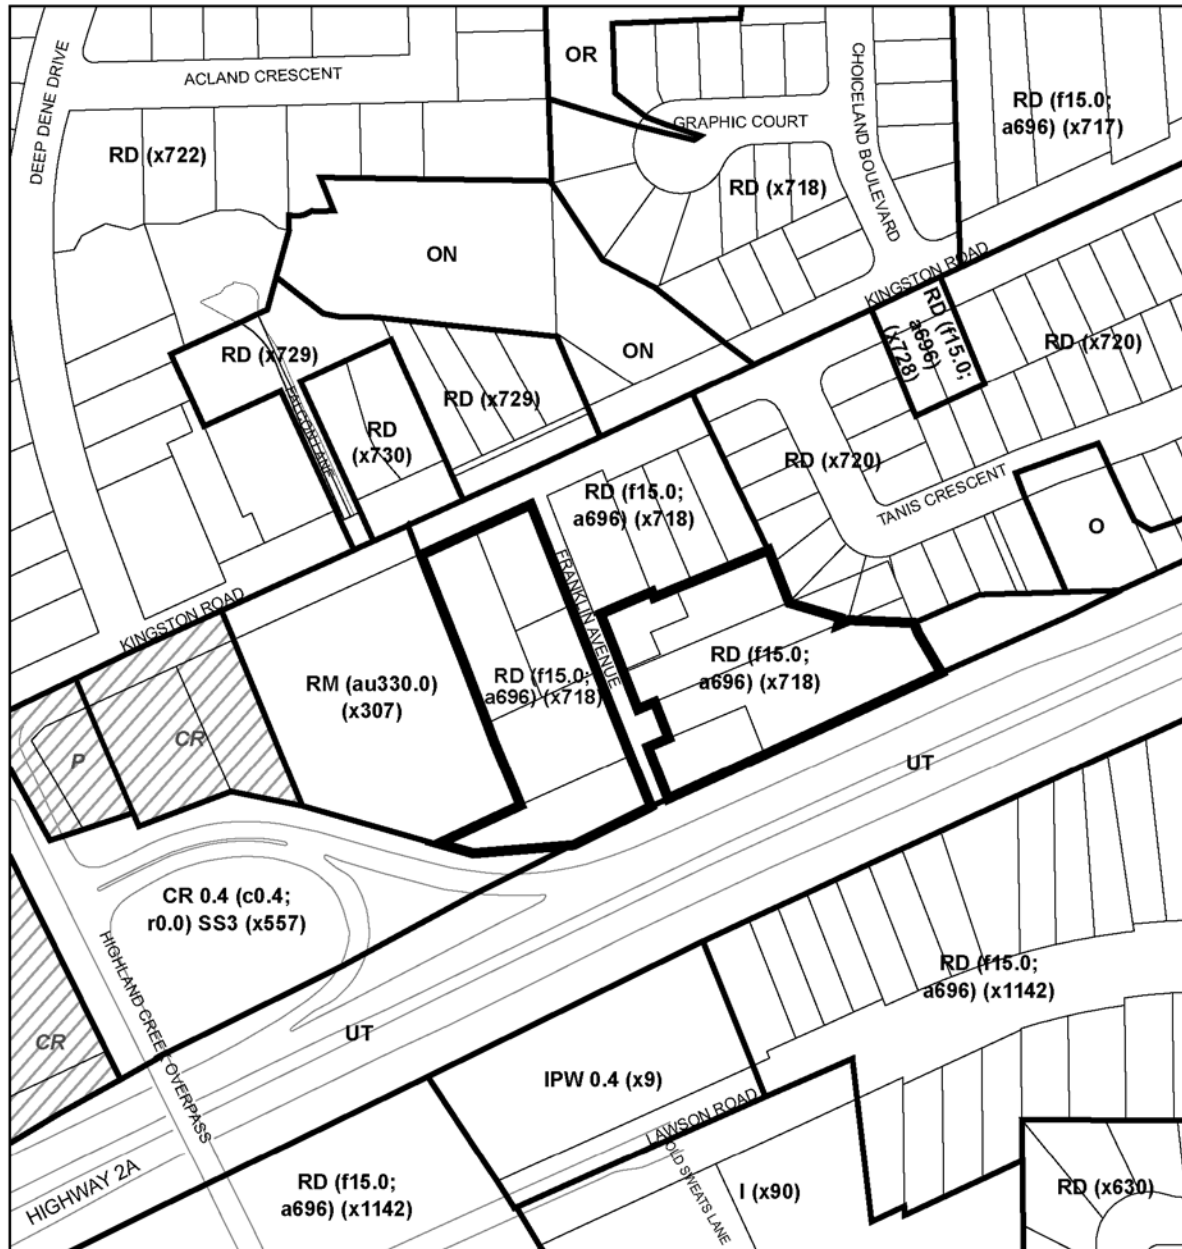 OR
DEEP DENE DRIVE
ACLAND CRESCENT
CHOICELAND BOULEVARD
RD (f15.0;
a696) (x717)
GRAPHIC COURT
RD (x722)
RD (x718)
ON
KINGSTON ROAD
RD (f15.0;
a696)
(x728)
RD (x720)
RD (x729)
ON
RD (x729)
FALCON LANE
RD
(x730)
RD (x720)
RD (f15.0;
a696) (x718)
TANIS CRESCENT
O
FRANKLIN AVENUE
KINGSTON ROAD
RD (f15.0;
a696) (x718)
RD (f15.0;
a696) (x718)
RM (au330.0)
(x307)
CR
P
UT
CR 0.4 (c0.4;
r0.0) SS3 (x557)
HIGHLAND CREEK OVERPASS
RD (f15.0;
a696) (x1142)
CR
UT
IPW 0.4 (x9)
LAWSON ROAD
OLD SWEATS LANE
HIGHWAY 2A
RD (f15.0;
a696) (x1142)
I (x90)
RD (x630)